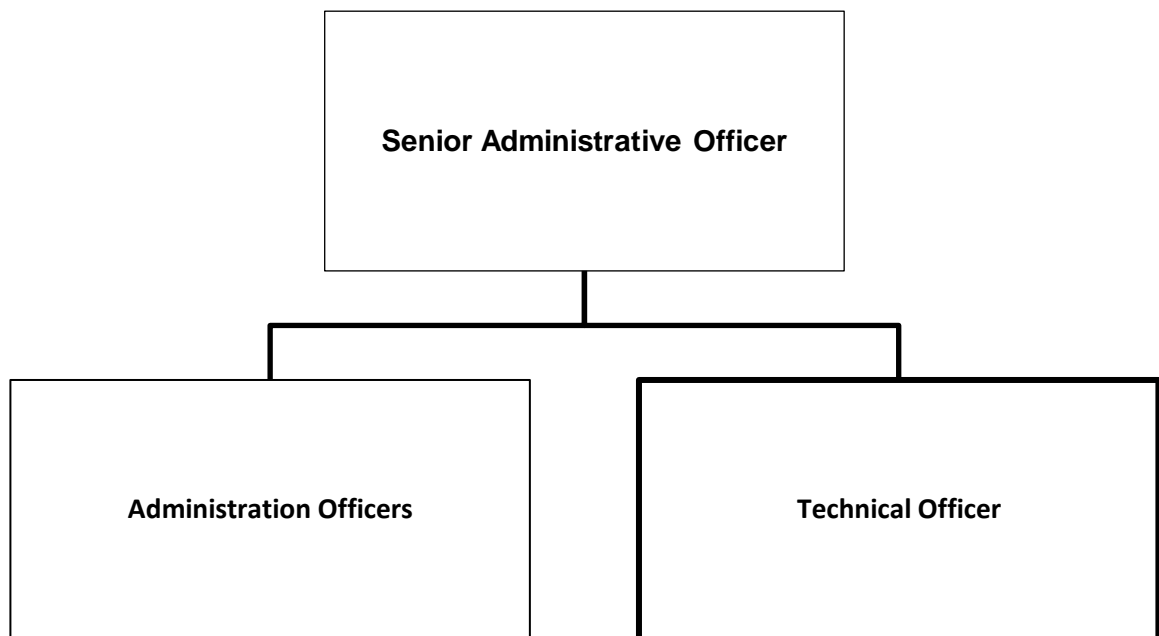 Senior Administrative Officer
Administration Officers
Technical Officer